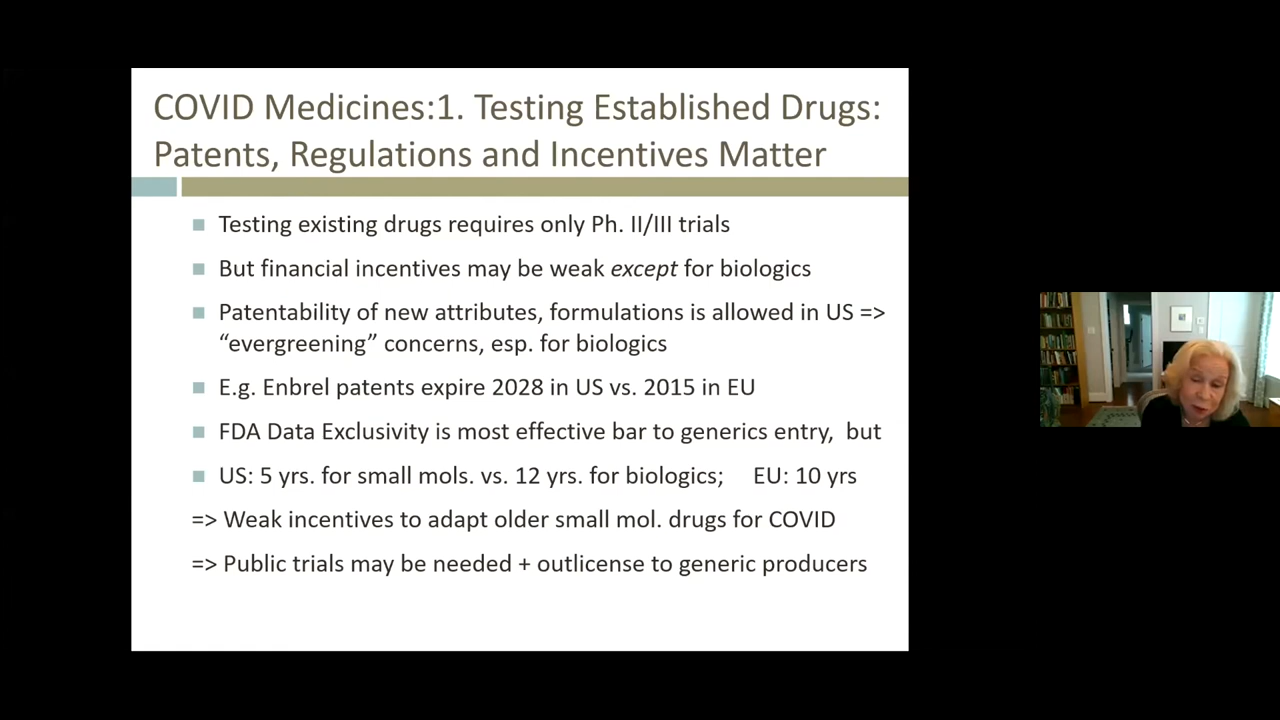 COVID Medicines:1. Testing Established Drugs:
Patents, Regulations and Incentives Matter
Testing existing drugs requires only Ph. II/III trials
But financial incentives may be weak except for biologics
Patentability of new attributes, formulations is allowed in US =>
“evergreening” concerns, esp. for biologics
E.g. Enbrel patents expire 2028 in US vs. 2015 in EU
FDA Data Exclusivity is most effective bar to generics entry, but
US: 5 yrs. for small mols. vs. 12 yrs. for biologics; EU: 10 yrs
=> Weak incentives to adapt older small mol. drugs for COVID
=> Public trials may be needed + outlicense to generic producers